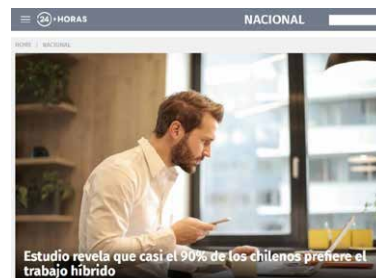 24 HORAS
NACIONAL
HOME / NACIONAL
Estudio revela que casi el 90% de los chilenos prefiere el
trabajo híbrido